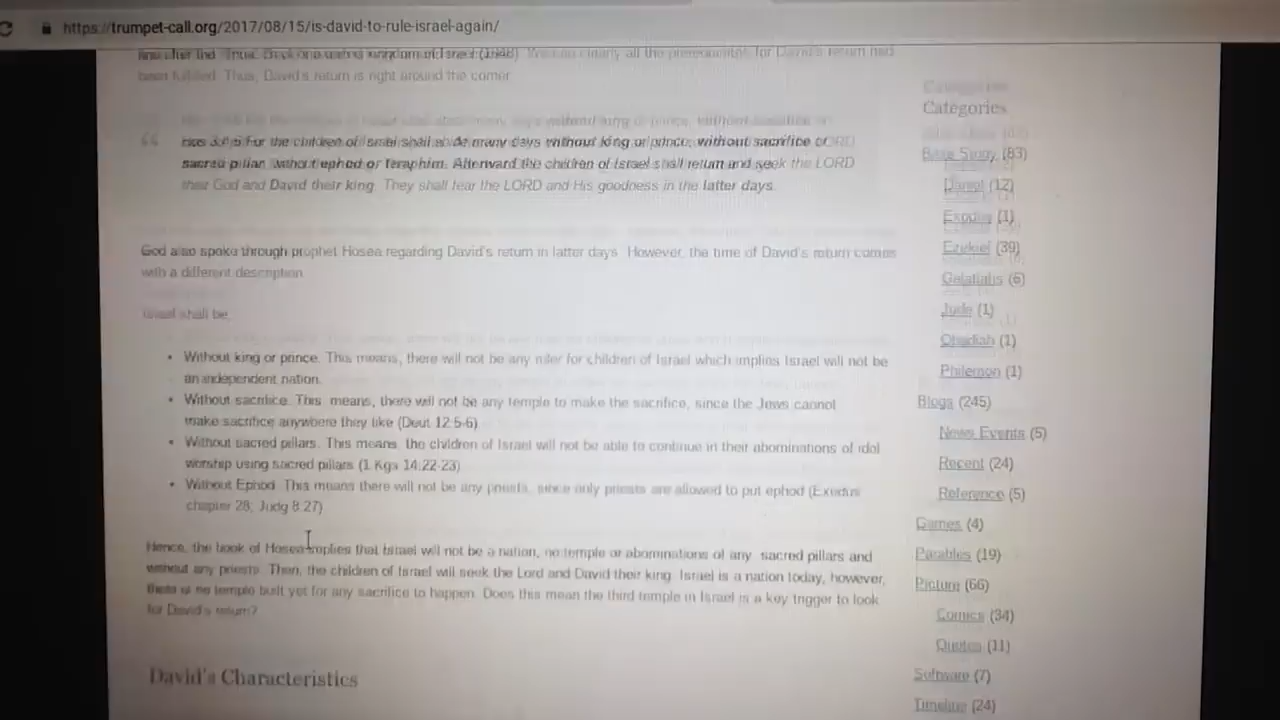 https://trumpet-call.org/2017/08/15/is-david-to-rule-israel-again/
been fulfilled. Thus, David's return is right around the corner.
For the children of Israel shall abide many days without king or prince, without sacrifice or
sacred pillar, without ephod or teraphim. Afterward the children of Israel shall return and seek the LORD
their God and David their king. They shall fear the LORD and His goodness in the latter days.
God also spoke through prophet Hosea regarding David's return in latter days. However, the time of David's return comes
with a different description.
Israel shall be,
• Without king or prince. This means, there will not be any ruler for children of Israel which implies Israel will not be
an independent nation.
• Without sacrifice. This means, there will not be any temple to make the sacrifice, since the Jews cannot
make sacrifice anywhere they like (Deut 12:5-6)
• Without sacred pillars. This means, the children of Israel will not be able to continue in their abominations of idol
worship using sacred pillars (1 Kgs 14:22-23)
• Without Ephod. This means there will not be any priests, since only priests are allowed to put ephod (Exodus
chapter 28; Judg 8:27)
Hence, the book of Hosea implies that Israel will not be a nation, no temple or abominations of any sacred pillars and
without any priests. Then, the children of Israel will seek the Lord and David their king. Israel is a nation today, however,
there is no temple built yet for any sacrifice to happen. Does this mean the third temple in Israel is a key trigger to look
for David's return?
David's Characteristics
Categories
Bible Study (83)
Daniel (12)
Exodus (1)
Ezekiel (39)
Galatians (6)
Jude (1)
Obadiah (1)
Philemon (1)
Blogs (245)
News Events (5)
Recent (24)
Reference (5)
Games (4)
Parables (19)
Picture (66)
Comics (34)
Quotes (11)
Software (7)
Timeline (24)